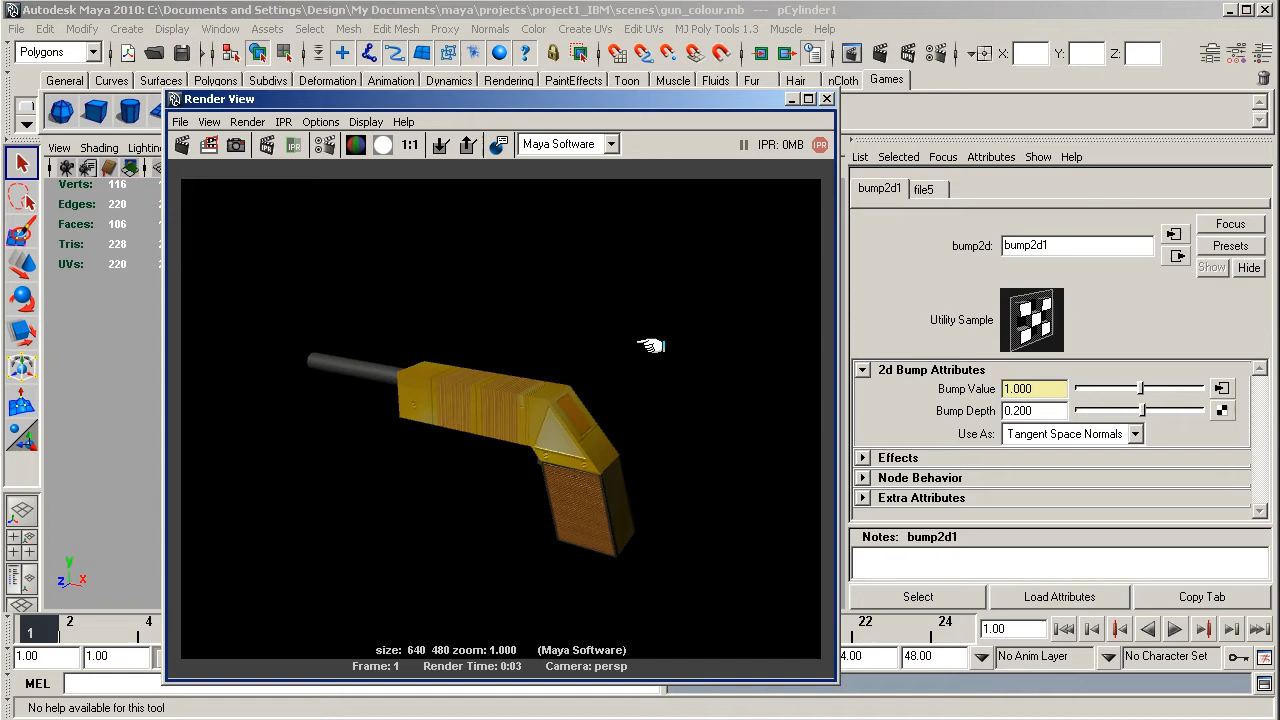 Autodesk Maya 2010: C:\Documents and Settings\Design\My Documents\maya\projects\project1_IBM\scenes\gun_colour.mb --- pCylinder1
File Edit Modify Create Display Window Assets Select Mesh Edit Mesh Proxy Normals Color Create UVs Edit UVs MJ Poly Tools 1.3 Muscle Help
Polygons X: Y: Z:
General Curves Surfaces Polygons Subdivs Deformation Animation Dynamics Rendering PaintEffects Toon Muscle Fluids Fur Hair nCloth Games
Render View
File View Render IPR Options Display Help
1:1 Maya Software IPR: 0MB IPR
View Shading Lighting
Verts: 116
Edges: 220
Faces: 106
Tris: 228
UVs: 220
y
z x
size: 640 480 zoom: 1.000 (Maya Software)
Frame: 1 Render Time: 0:03 Camera: persp
List Selected Focus Attributes Show Help
bump2d1 file5
Focus
bump2d: bump2d1
Presets
Show Hide
Utility Sample
2d Bump Attributes
Bump Value 1.000
Bump Depth 0.200
Use As: Tangent Space Normals
Effects
Node Behavior
Extra Attributes
Notes: bump2d1
Select Load Attributes Copy Tab
1 2 4 22 24 1.00
1.00 1.00 4.00 48.00 No Anim Layer No Character Set
MEL
No help available for this tool